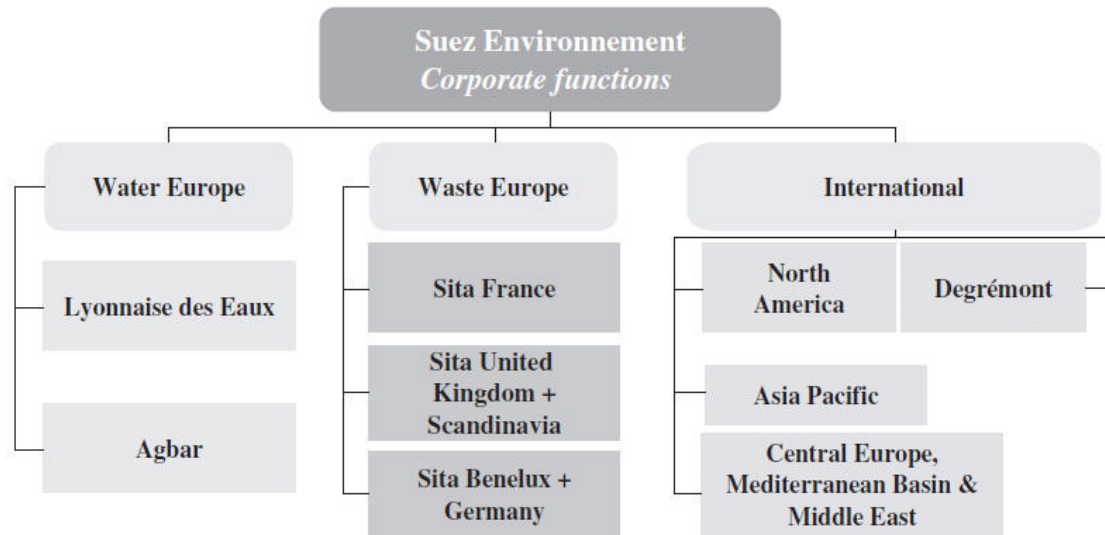 Suez Environnement
Corporate functions
Water Europe
Waste Europe
International
Lyonnaise des Eaux
Agbar
Sita France
Sita United
Kingdom +
Scandinavia
Sita Benelux +
Germany
North
America
Degrémont
Asia Pacific
Central Europe,
Mediterranean Basin &
Middle East